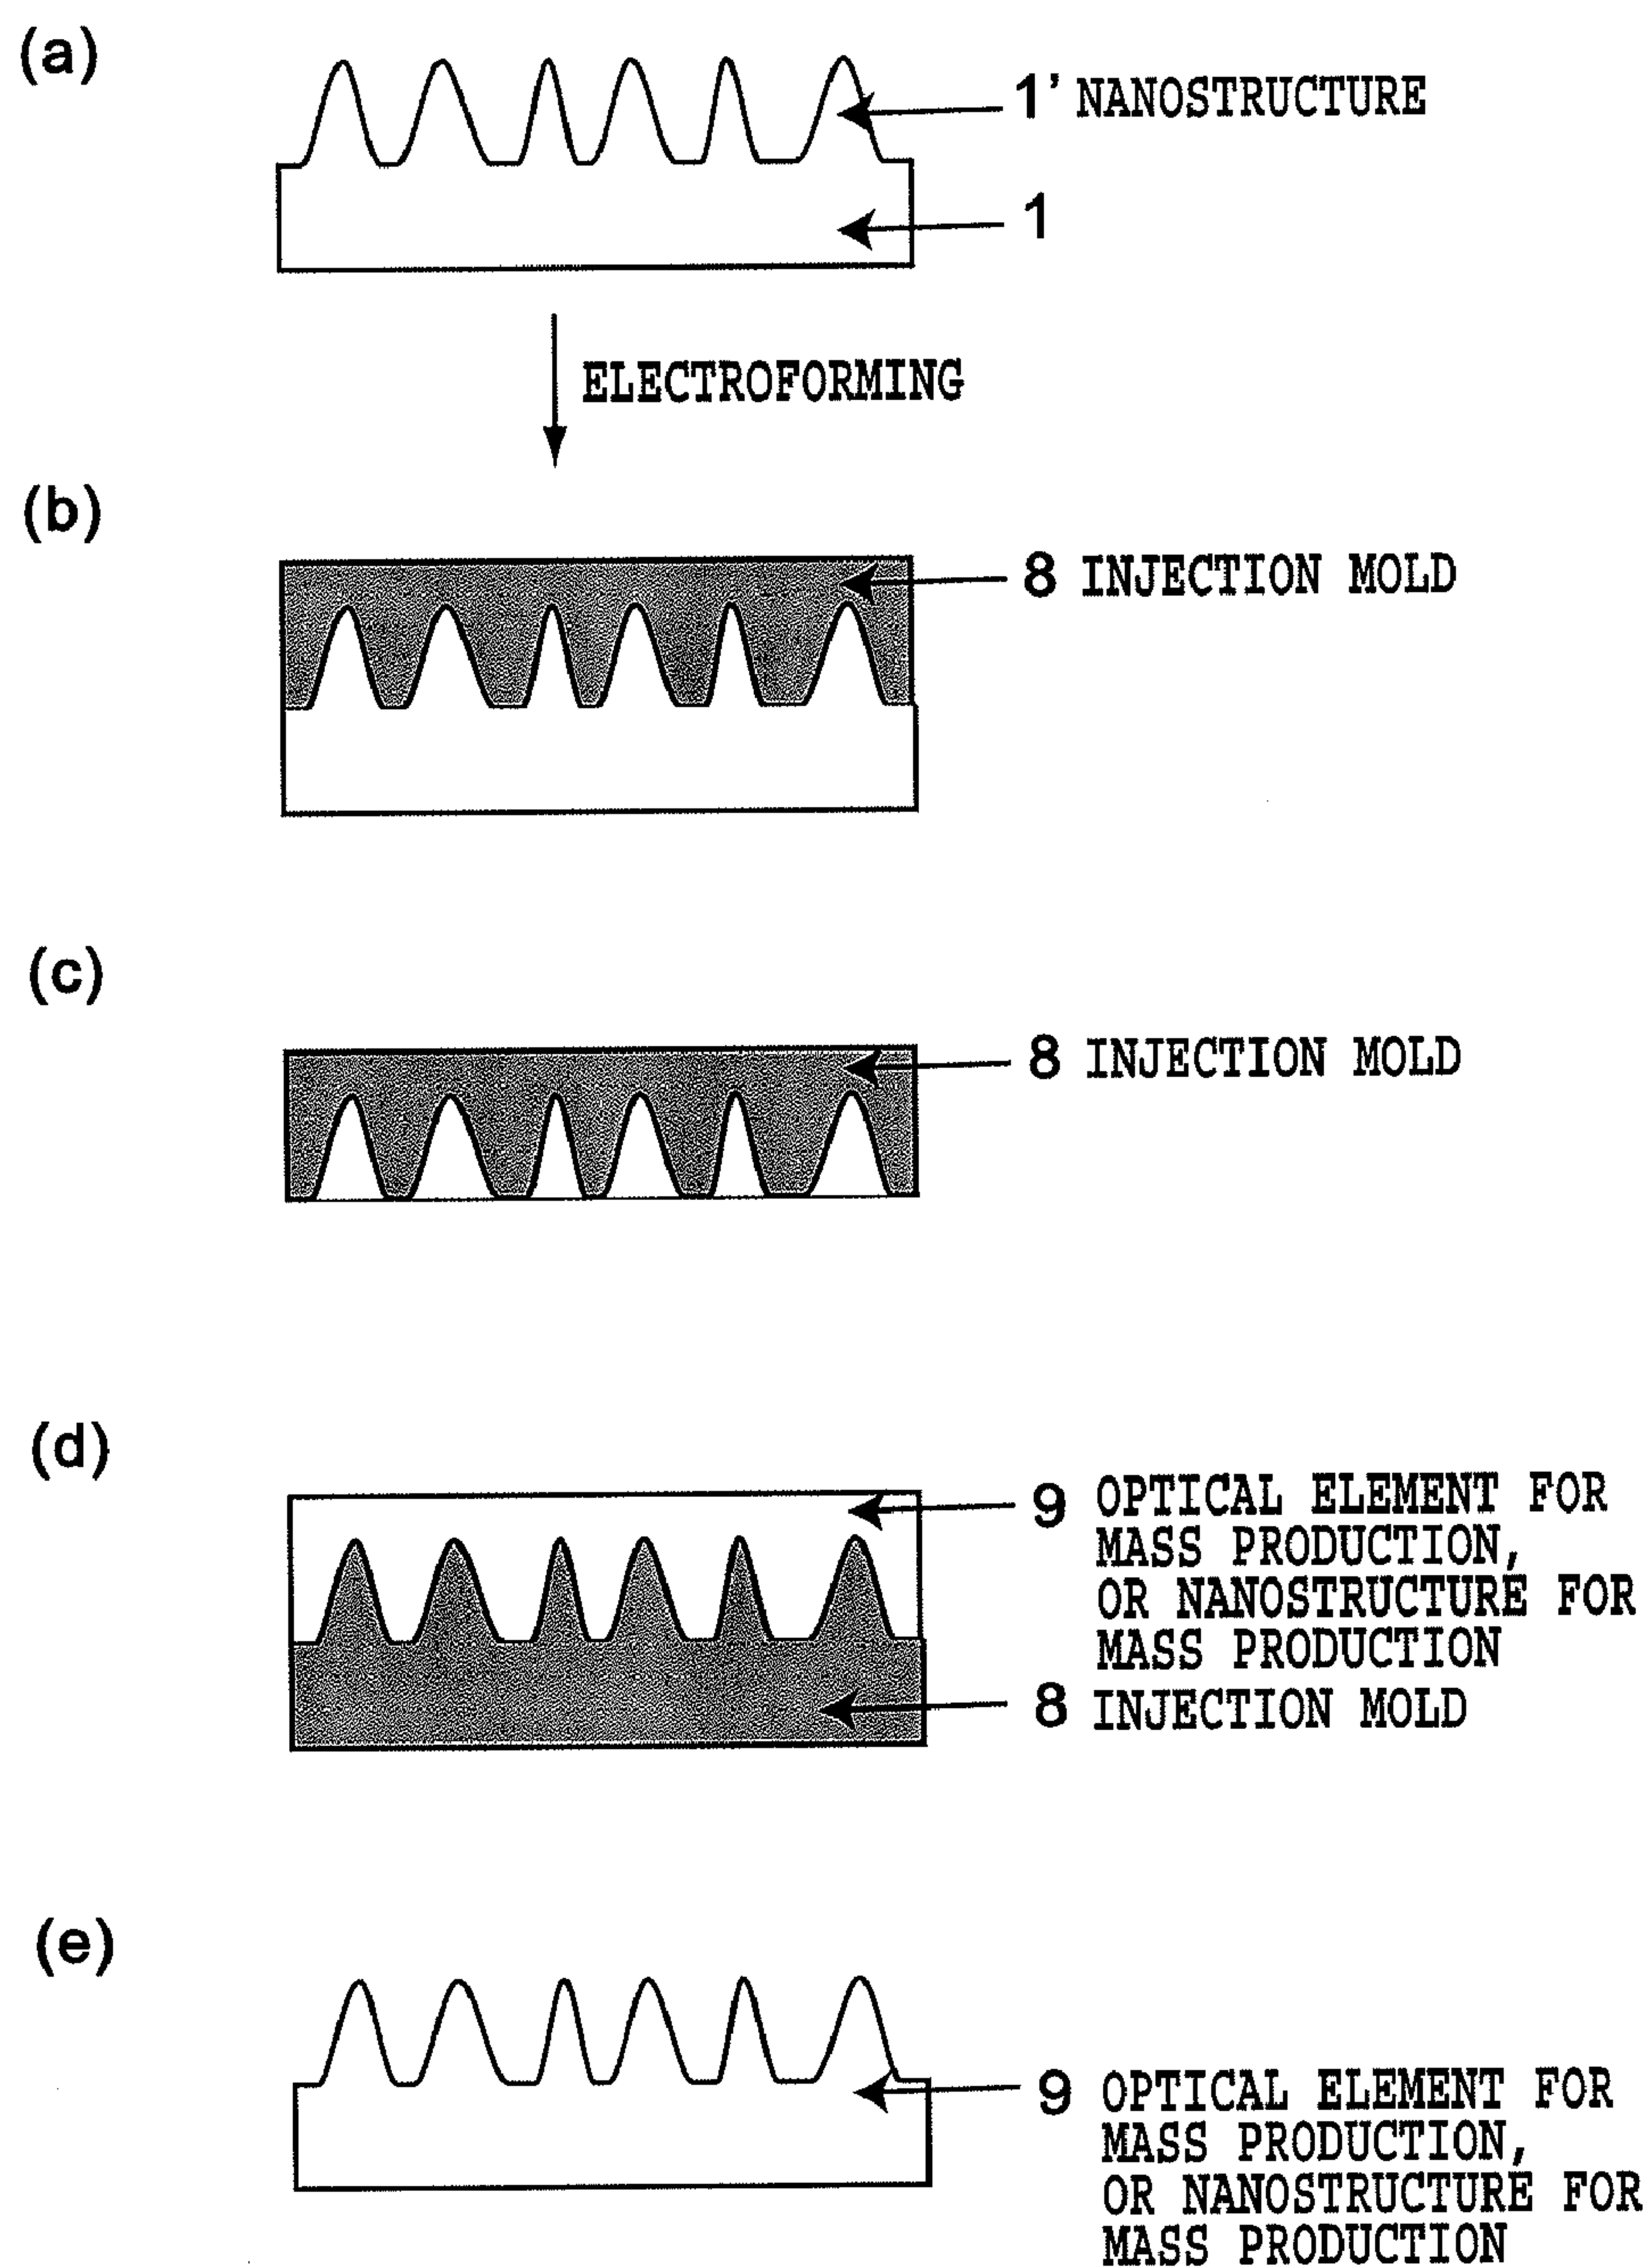 (a)
1' NANOSTRUCTURE
1
ELECTROFORMING
(b)
8 INJECTION MOLD
(c)
8 INJECTION MOLD
(d)
9 OPTICAL ELEMENT FOR
MASS PRODUCTION,
OR NANOSTRUCTURE FOR
MASS PRODUCTION
8 INJECTION MOLD
(e)
9 OPTICAL ELEMENT FOR
MASS PRODUCTION,
OR NANOSTRUCTURE FOR
MASS PRODUCTION